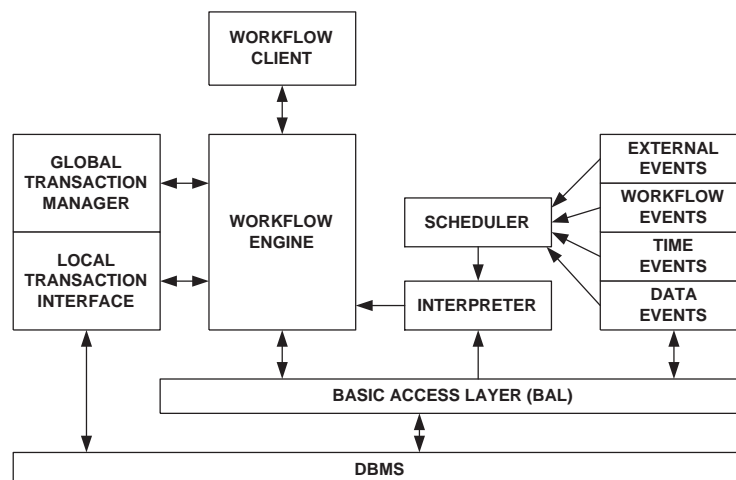 WORKFLOW
CLIENT
GLOBAL
TRANSACTION
MANAGER
LOCAL
TRANSACTION
INTERFACE
WORKFLOW
ENGINE
SCHEDULER
INTERPRETER
EXTERNAL
EVENTS
WORKFLOW
EVENTS
TIME
EVENTS
DATA
EVENTS
BASIC ACCESS LAYER (BAL)
DBMS